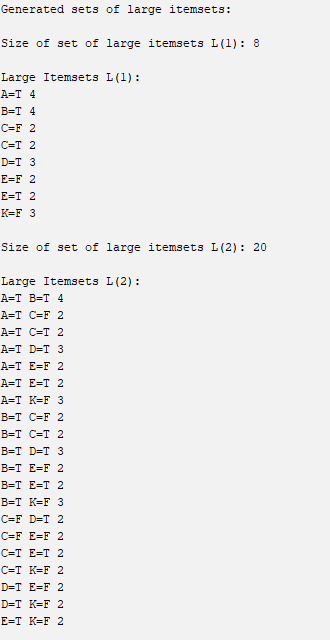 Generated sets of large itemsets:
Size of set of large itemsets L(1): 8
Large Itemsets L(1):
A=T 4
B=T 4
C=F 2
C=T 2
D=T 3
E=F 2
E=T 2
K=F 3
Size of set of large itemsets L(2): 20
Large Itemsets L(2):
A=T B=T 4
A=T C=F 2
A=T C=T 2
A=T D=T 3
A=T E=F 2
A=T E=T 2
A=T K=F 3
B=T C=F 2
B=T C=T 2
B=T D=T 3
B=T E=F 2
B=T E=T 2
B=T K=F 3
C=F D=T 2
C=F E=F 2
C=T E=T 2
C=T K=F 2
D=T E=F 2
D=T K=F 2
E=T K=F 2